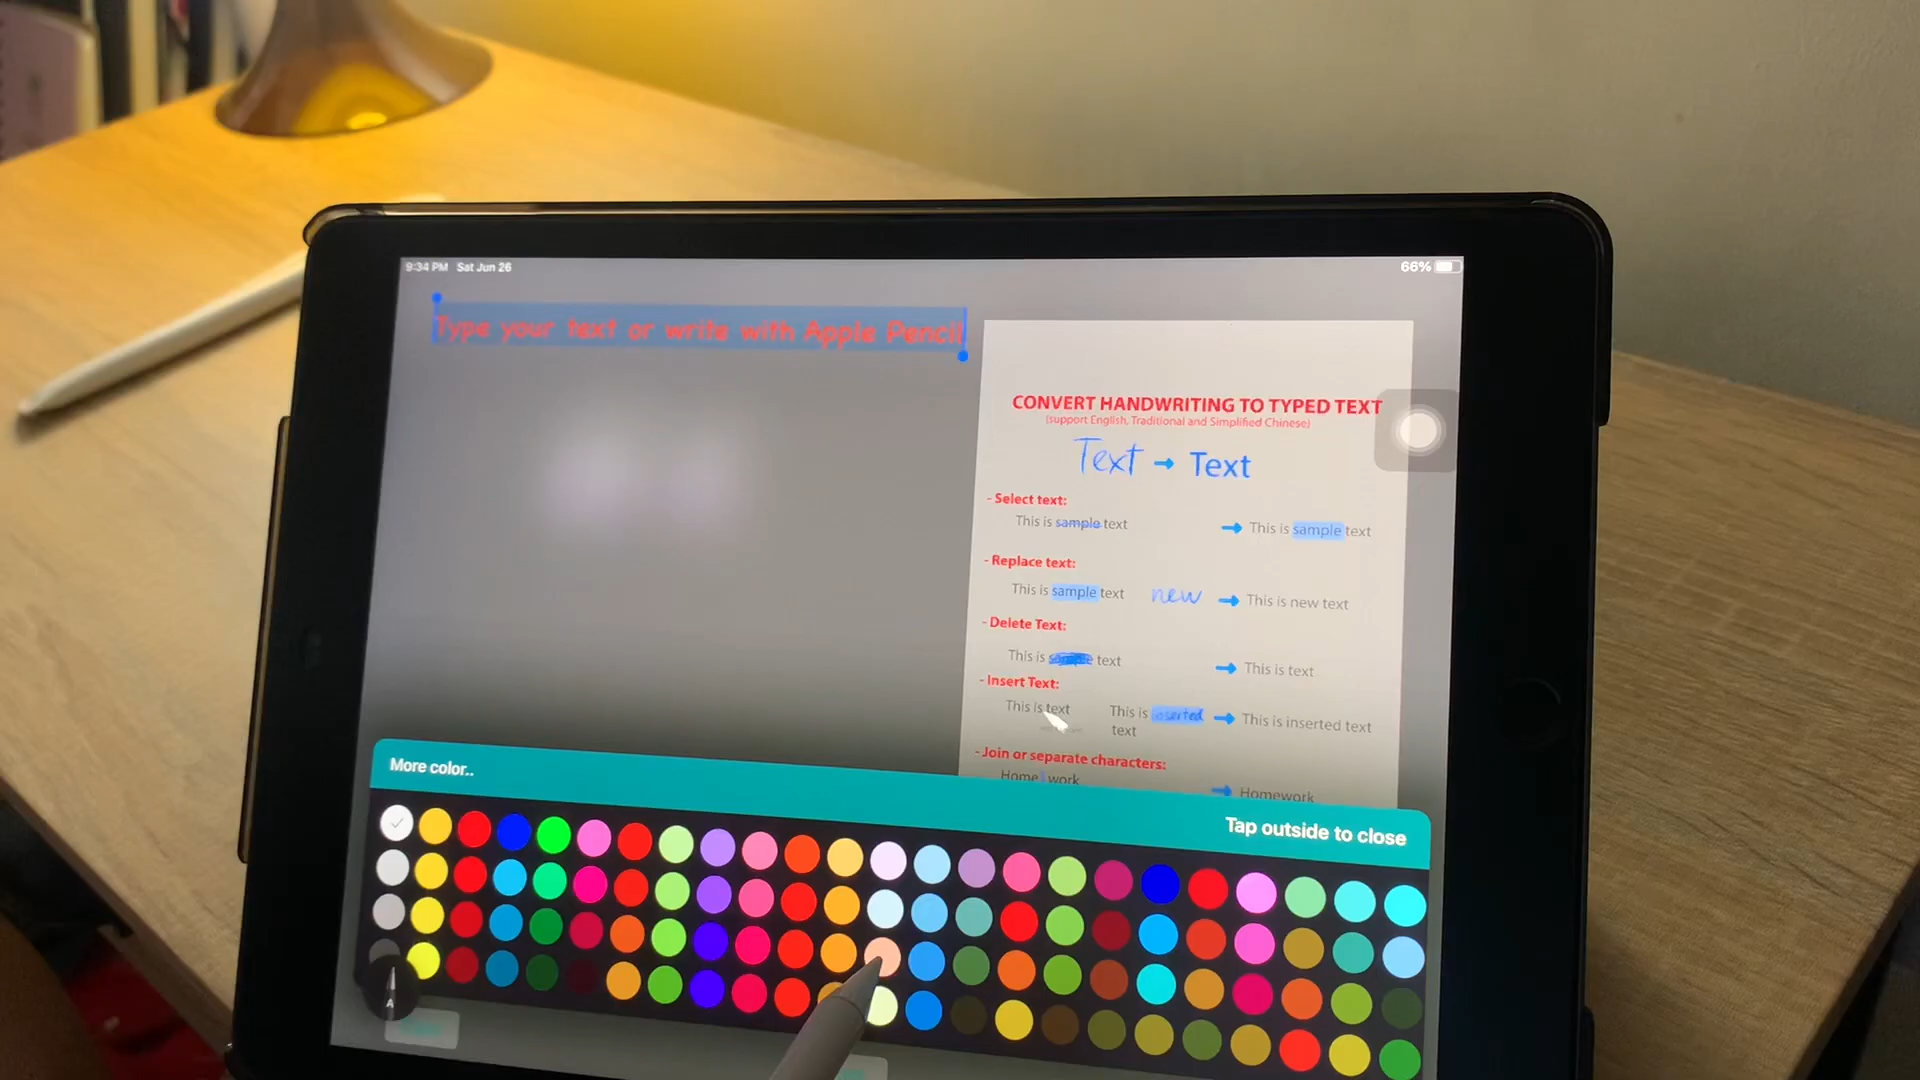 9:34 PM Sat Jun 26
66%
Type your text or write with Apple Pencil
CONVERT HANDWRITING TO TYPED TEXT
(support English, Traditional and Simplified Chinese)
Text → Text
- Select text:
This is sample text → This is sample text
- Replace text:
This is sample text new → This is new text
- Delete Text:
This is sample text → This is text
- Insert Text:
This is text This is inserted text → This is inserted text
- Join or separate characters:
Home work → Homework
More color..
Tap outside to close
A